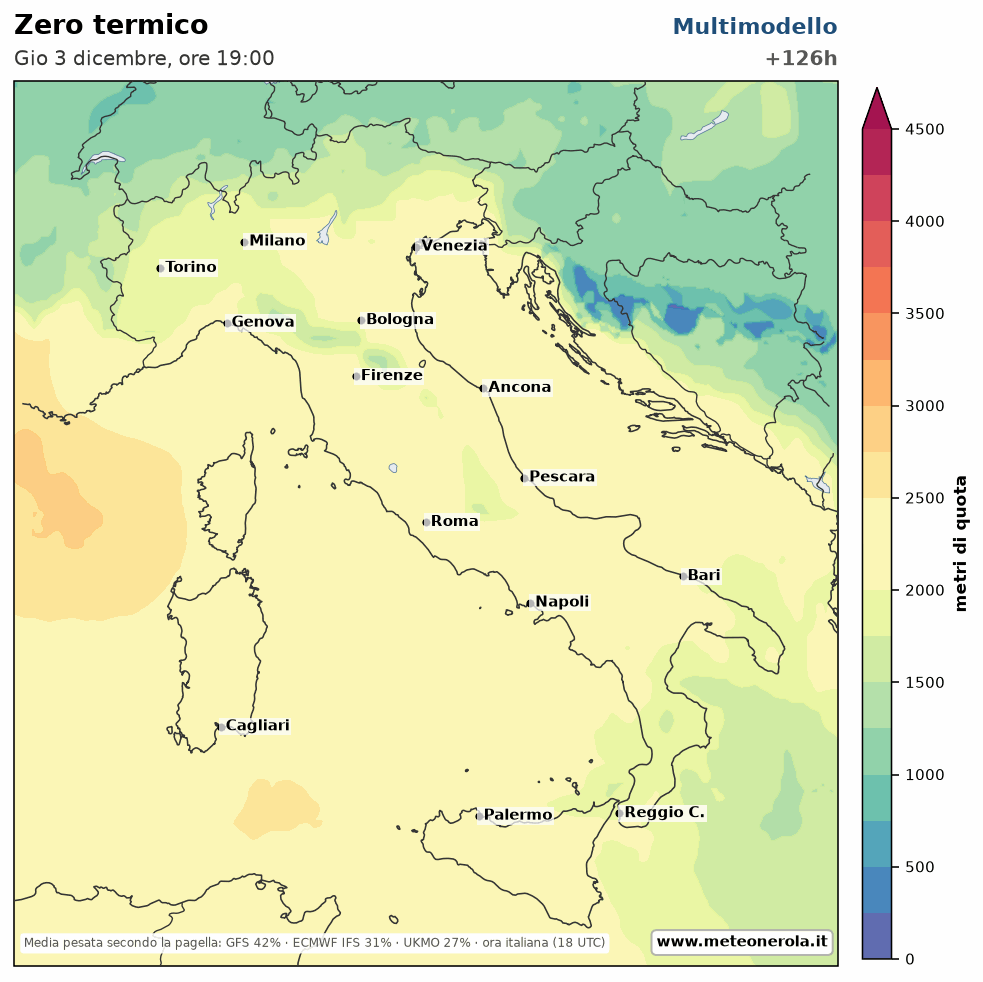 Zero termico
Multimodello
Gio 3 dicembre, ore 19:00
+126h
4500
4000
3500
3000
2500
2000
1500
1000
500
0
metri di quota
Milano
Venezia
Torino
Genova
Bologna
Firenze
Ancona
Pescara
Roma
Bari
Napoli
Cagliari
Palermo
Reggio C.
Media pesata secondo la pagella: GFS 42% · ECMWF IFS 31% · UKMO 27% · ora italiana (18 UTC)
www.meteonerola.it